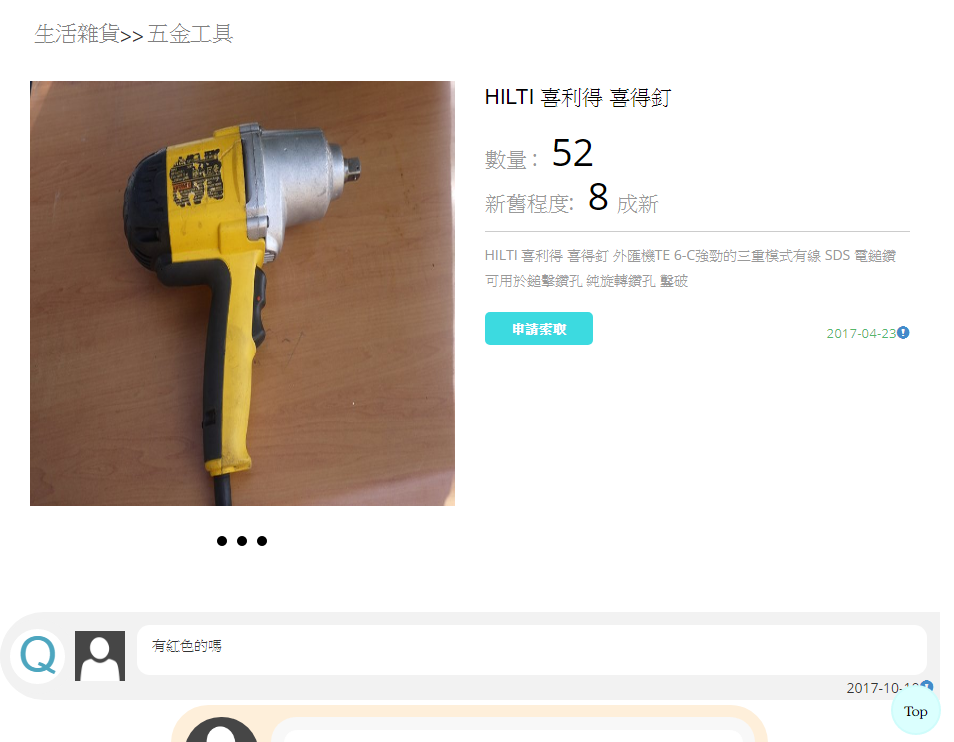 生活雜貨>> 五金工具
HILTI 喜利得 喜得釘
數量 : 52
新舊程度: 8 成新
HILTI 喜利得 喜得釘 外匯機TE 6-C強勁的三重模式有線 SDS 電鎚鑽
可用於鎚擊鑽孔 純旋轉鑽孔 鑿破
申請索取
2017-04-23
Q
有紅色的嗎
2017-10-
Top